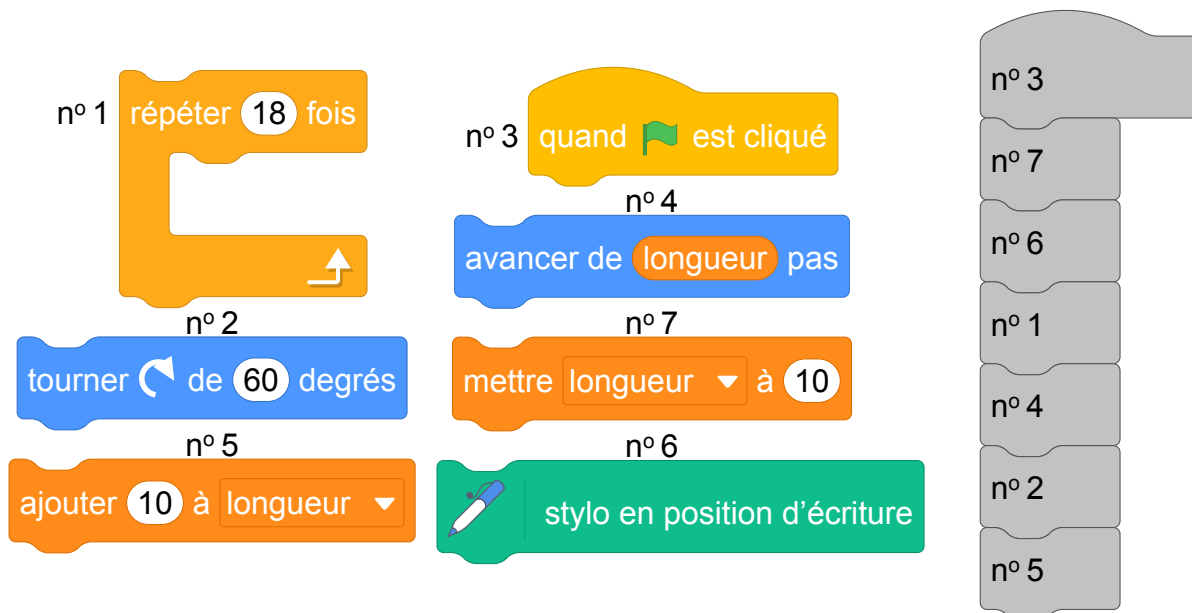 nº 1 répéter 18 fois
nº 2
tourner de 60 degrés
nº 5
ajouter 10 à longueur
nº 3 quand est cliqué
nº 4
avancer de longueur pas
nº 7
mettre longueur à 10
nº 6
stylo en position d’écriture
nº 3
nº 7
nº 6
nº 1
nº 4
nº 2
nº 5